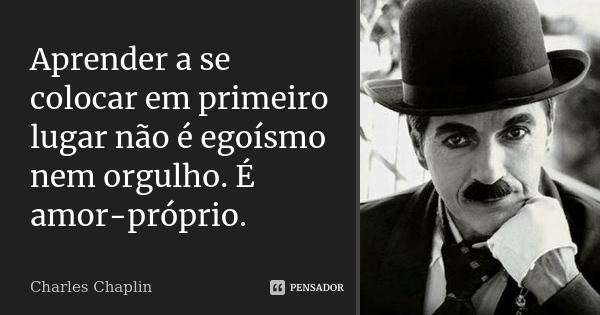 Aprender a se
colocar em primeiro
lugar não é egoísmo
nem orgulho. É
amor-próprio.
Charles Chaplin
PENSADOR